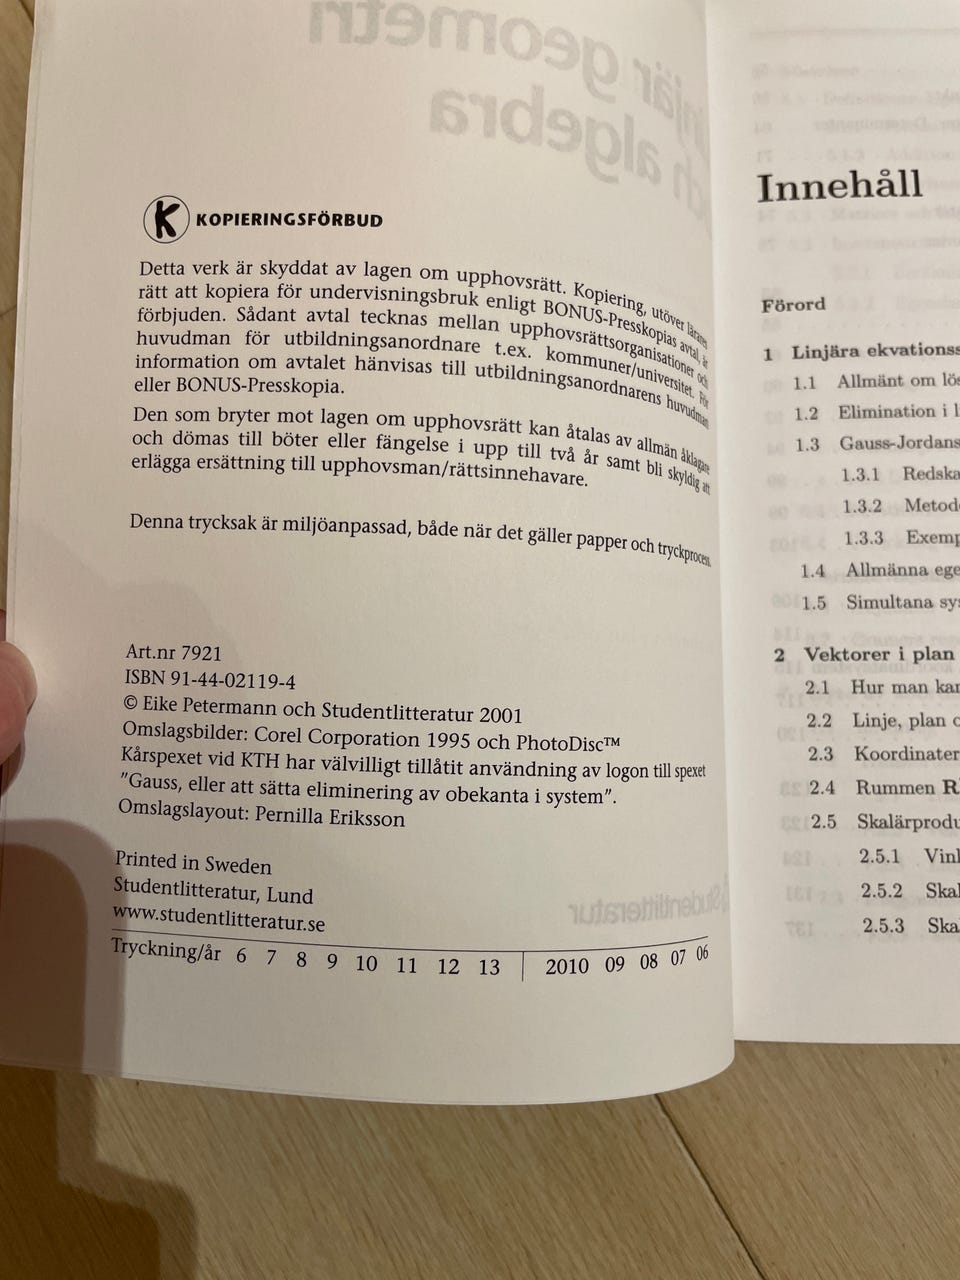 KOPIERINGSFÖRBUD
Detta verk är skyddat av lagen om upphovsrätt. Kopiering, utöver lärares
rätt att kopiera för undervisningsbruk enligt BONUS-Presskopias avtal, är
förbjuden. Sådant avtal tecknas mellan upphovsrättsorganisationer och
huvudman för utbildningsanordnare t.ex. kommuner/universitet. För
information om avtalet hänvisas till utbildningsanordnarens huvudman
eller BONUS-Presskopia.
Den som bryter mot lagen om upphovsrätt kan åtalas av allmän åklagare
och dömas till böter eller fängelse i upp till två år samt bli skyldig att
erlägga ersättning till upphovsman/rättsinnehavare.
Denna trycksak är miljöanpassad, både när det gäller papper och tryckprocess.
Art.nr 7921
ISBN 91-44-02119-4
© Eike Petermann och Studentlitteratur 2001
Omslagsbilder: Corel Corporation 1995 och PhotoDisc™
Kårspexet vid KTH har välvilligt tillåtit användning av logon till spexet
”Gauss, eller att sätta eliminering av obekanta i system”.
Omslagslayout: Pernilla Eriksson
Printed in Sweden
Studentlitteratur, Lund
www.studentlitteratur.se
Tryckning/år 6 7 8 9 10 11 12 13 | 2010 09 08 07 06
Innehåll
Förord
1 Linjära ekvationss
1.1 Allmänt om lös
1.2 Elimination i l
1.3 Gauss-Jordans
1.3.1 Redska
1.3.2 Metod
1.3.3 Exemp
1.4 Allmänna ege
1.5 Simultana sys
2 Vektorer i plan
2.1 Hur man kan
2.2 Linje, plan o
2.3 Koordinater
2.4 Rummen R
2.5 Skalärprodu
2.5.1 Vinl
2.5.2 Skal
2.5.3 Ska